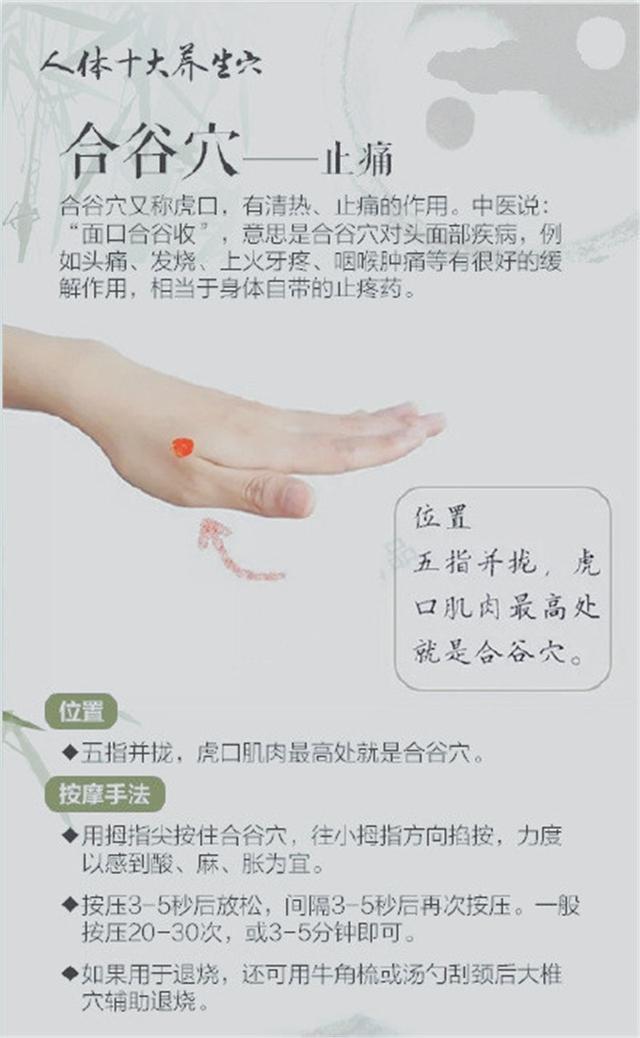 人体十大养生穴
合谷穴——止痛
合谷穴又称虎口，有清热、止痛的作用。中医说：
“面口合谷收”，意思是合谷穴对头面部疾病，例
如头痛、发烧、上火牙疼、咽喉肿痛等有很好的缓
解作用，相当于身体自带的止疼药。
位置
五指并拢，虎
口肌肉最高处
就是合谷穴。
位置
◆五指并拢，虎口肌肉最高处就是合谷穴。
按摩手法
◆用拇指尖按住合谷穴，往小拇指方向掐按，力度
以感到酸、麻、胀为宜。
◆按压3-5秒后放松，间隔3-5秒后再次按压。一般
按压20-30次，或3-5分钟即可。
◆如果用于退烧，还可用牛角梳或汤勺刮颈后大椎
穴辅助退烧。